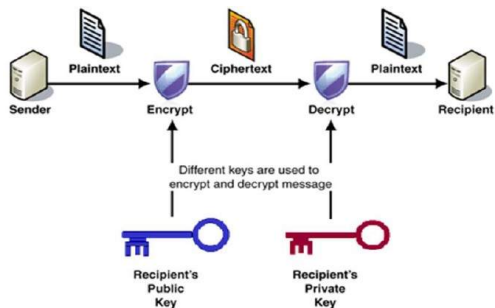 Plaintext
Ciphertext
Plaintext
Sender
Encrypt
Decrypt
Recipient
Different keys are used to
encrypt and decrypt message
Recipient's
Public
Key
Recipient's
Private
Key